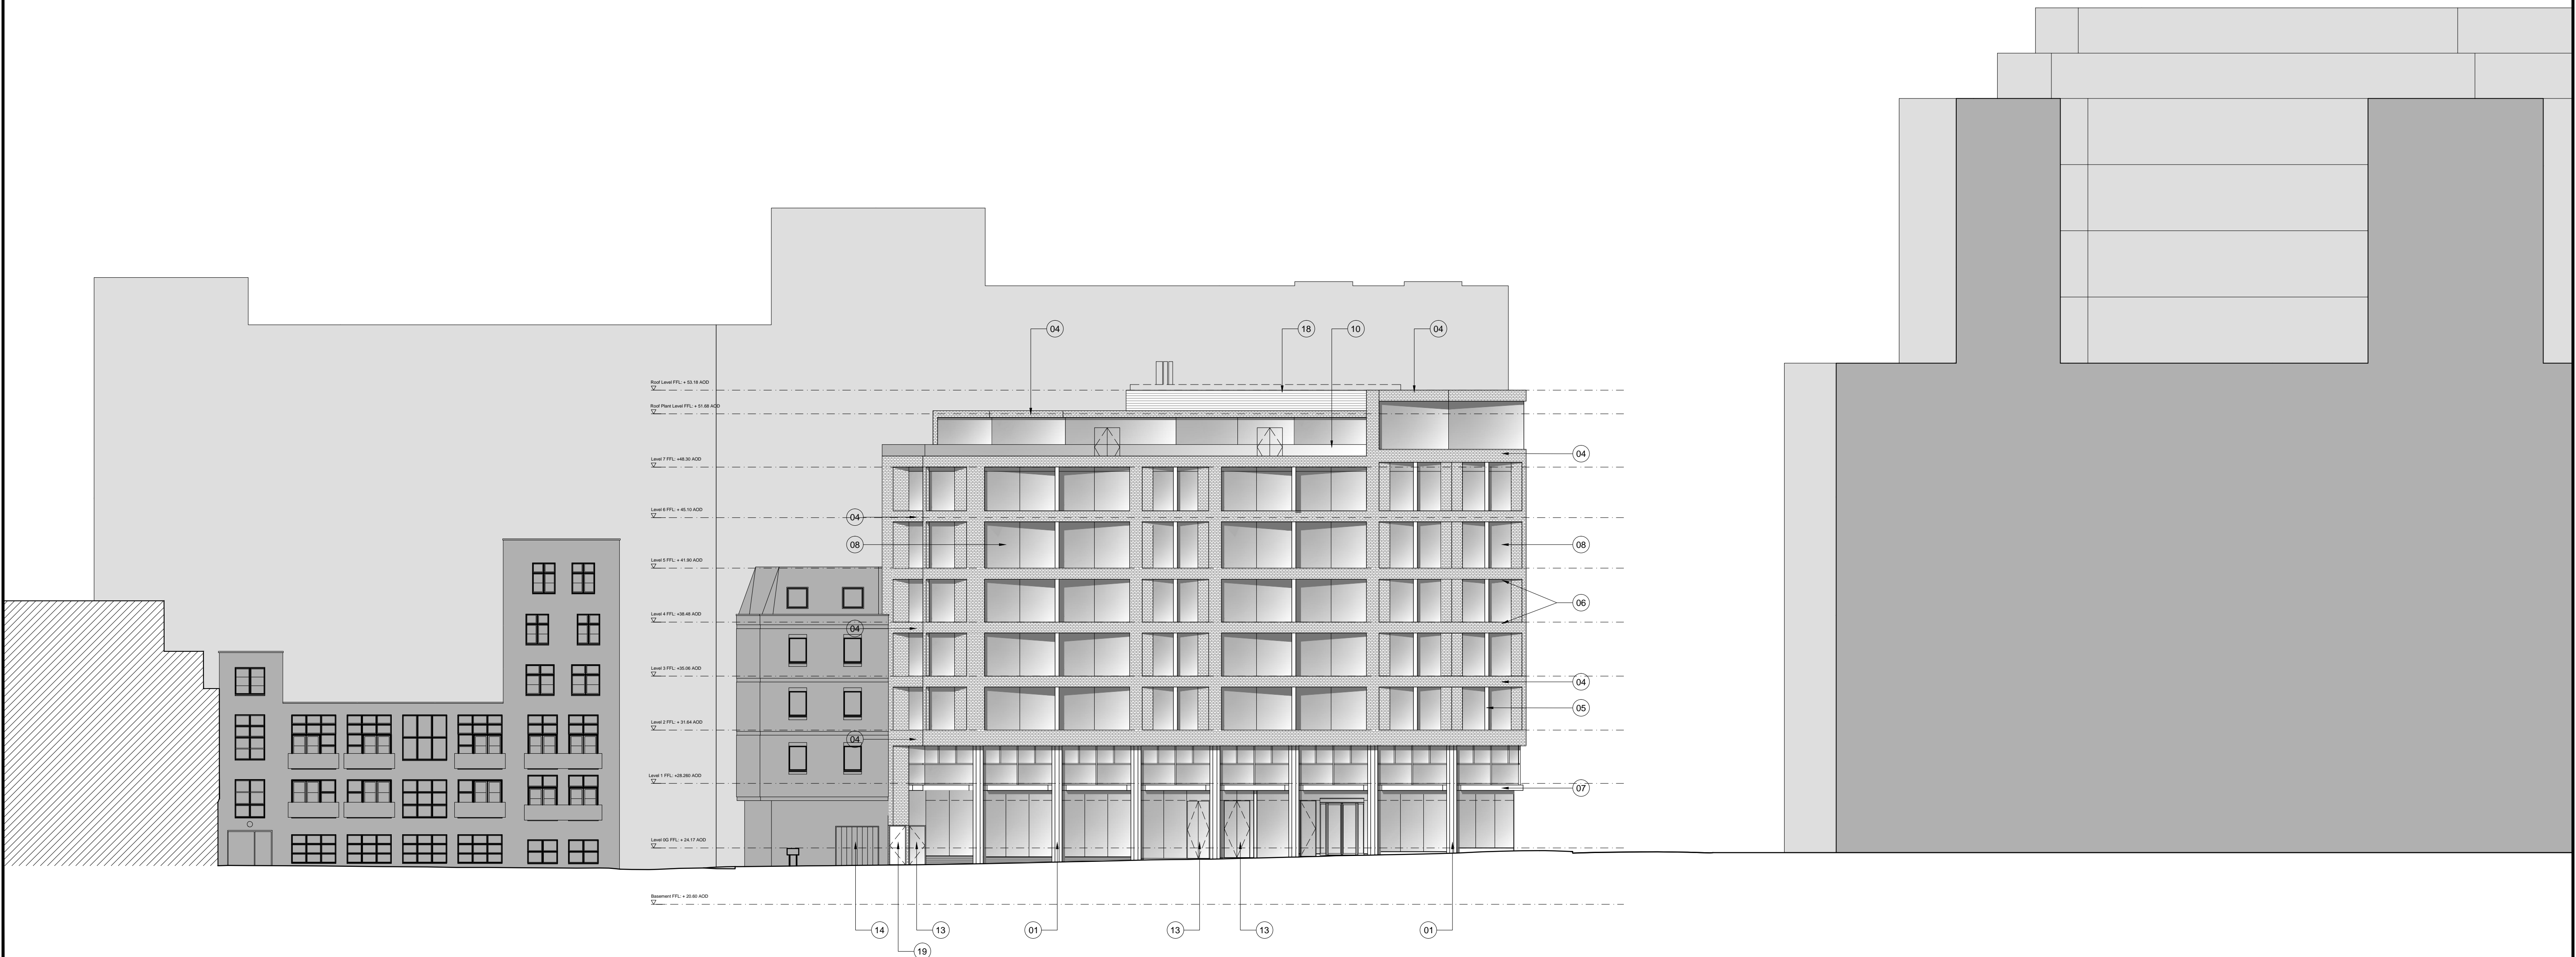 04
18
10
04
Roof Level FFL: + 53.18 AOD
Roof Plant Level FFL: + 51.68 AOD
04
Level 7 FFL: +48.30 AOD
Level 6 FFL: + 45.10 AOD
04
08
08
Level 5 FFL: + 41.90 AOD
06
Level 4 FFL: +38.48 AOD
04
Level 3 FFL: +35.06 AOD
04
05
Level 2 FFL: + 31.64 AOD
04
Level 1 FFL: +28.260 AOD
07
Level 0G FFL: + 24.17 AOD
Basement FFL: + 20.60 AOD
14
13
01
13
13
01
19